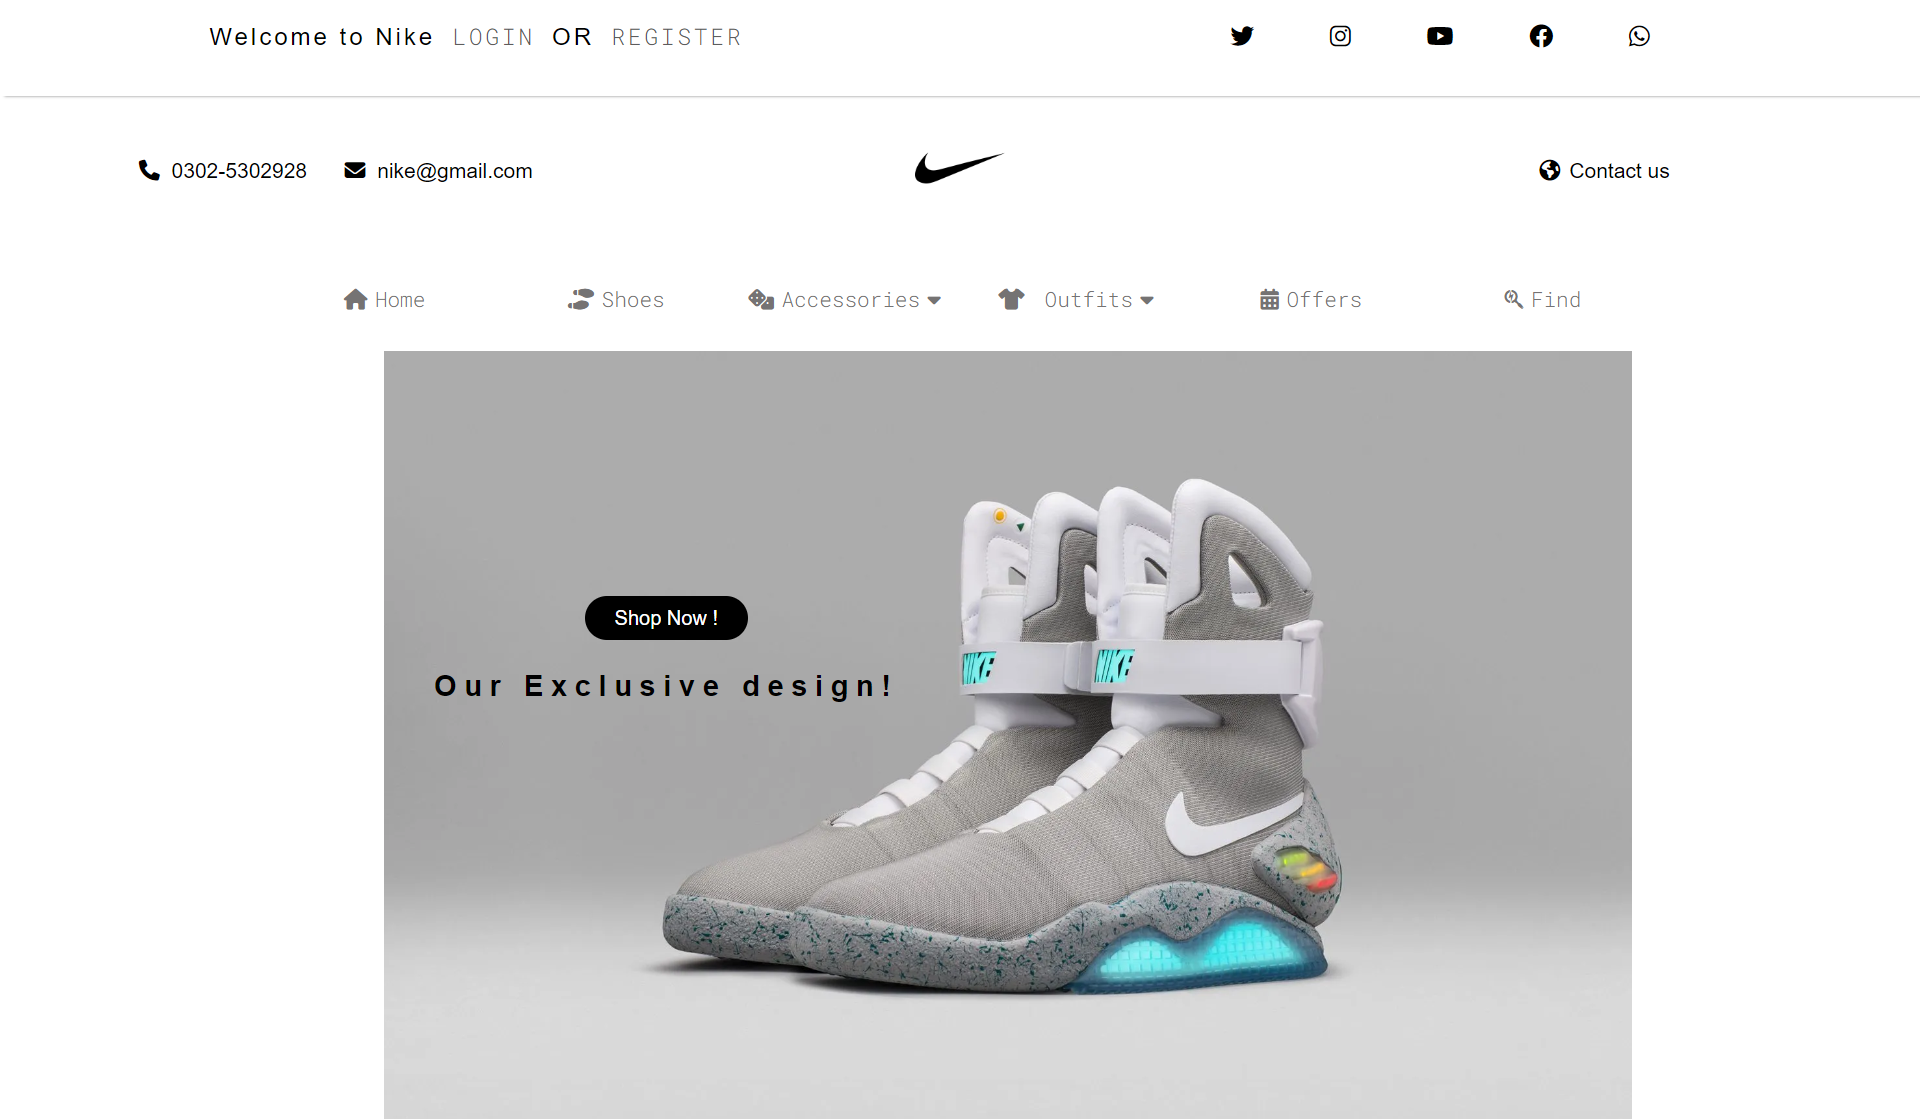 Welcome to Nike LOGIN OR REGISTER
0302-5302928 nike@gmail.com Contact us
Home Shoes Accessories Outfits Offers Find
Shop Now !
Our Exclusive design!
NIKE NIKE